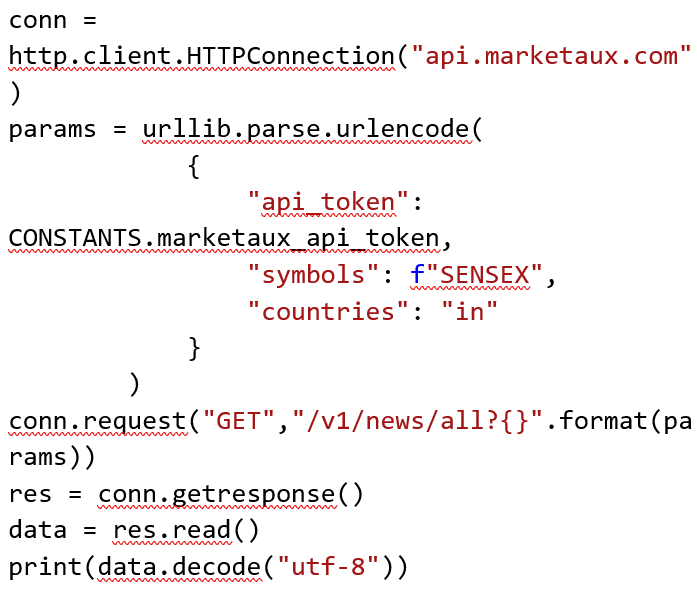 conn =
http.client.HTTPConnection("api.marketaux.com"
)
params = urllib.parse.urlencode(
            {
                "api_token":
CONSTANTS.marketaux_api_token,
                "symbols": f"SENSEX",
                "countries": "in"
            }
        )
conn.request("GET","/v1/news/all?{}".format(pa
rams))
res = conn.getresponse()
data = res.read()
print(data.decode("utf-8"))